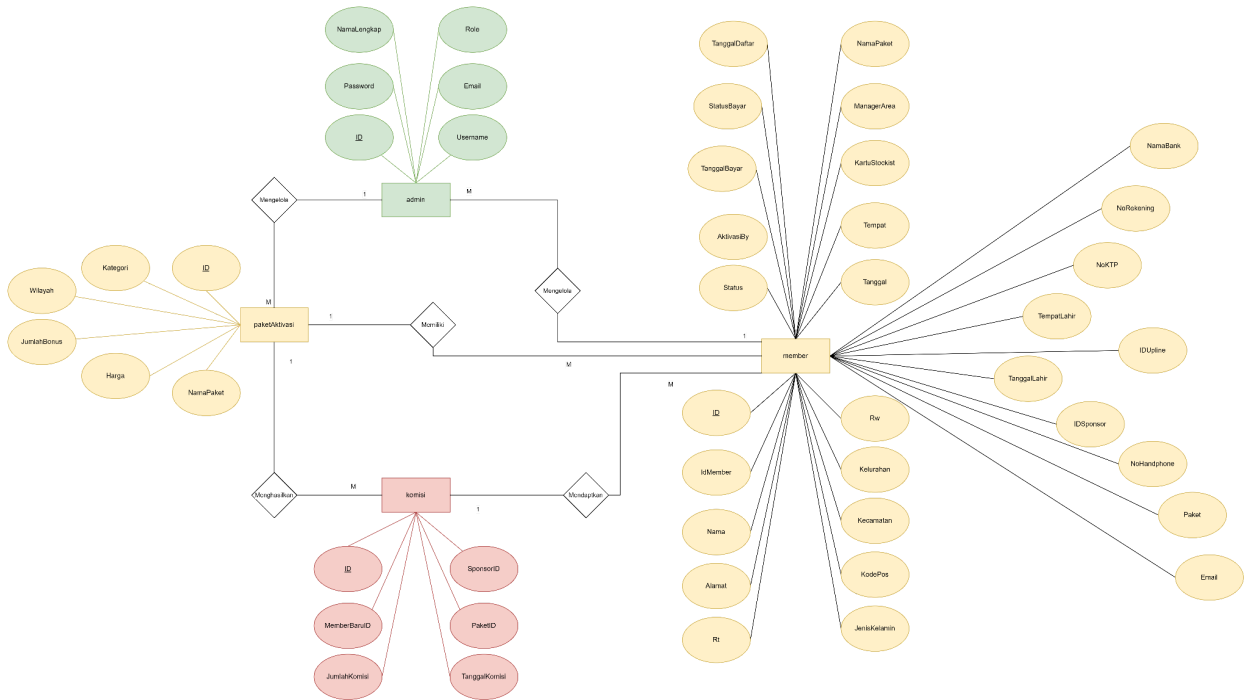 NamaLengkap
Role
Password
Email
ID
Username
admin
1
M
Mengelola
Mengelola
Kategori
ID
Wilayah
JumlahBonus
Harga
NamaPaket
M
paketAktivasi
1
1
Memiliki
M
1
M
TanggalDaftar
NamaPaket
StatusBayar
ManagerArea
TanggalBayar
KartuStockist
AktivasiBy
Tempat
Status
Tanggal
member
NamaBank
NoRekening
NoKTP
TempatLahir
IDUpline
TanggalLahir
IDSponsor
NoHandphone
Paket
Email
ID
Rw
IdMember
Kelurahan
Nama
Kecamatan
Alamat
KodePos
Rt
JenisKelamin
Menghasilkan
M
komisi
1
Mendaptkan
ID
SponsorID
MemberBaruID
PaketID
JumlahKomisi
TanggalKomisi